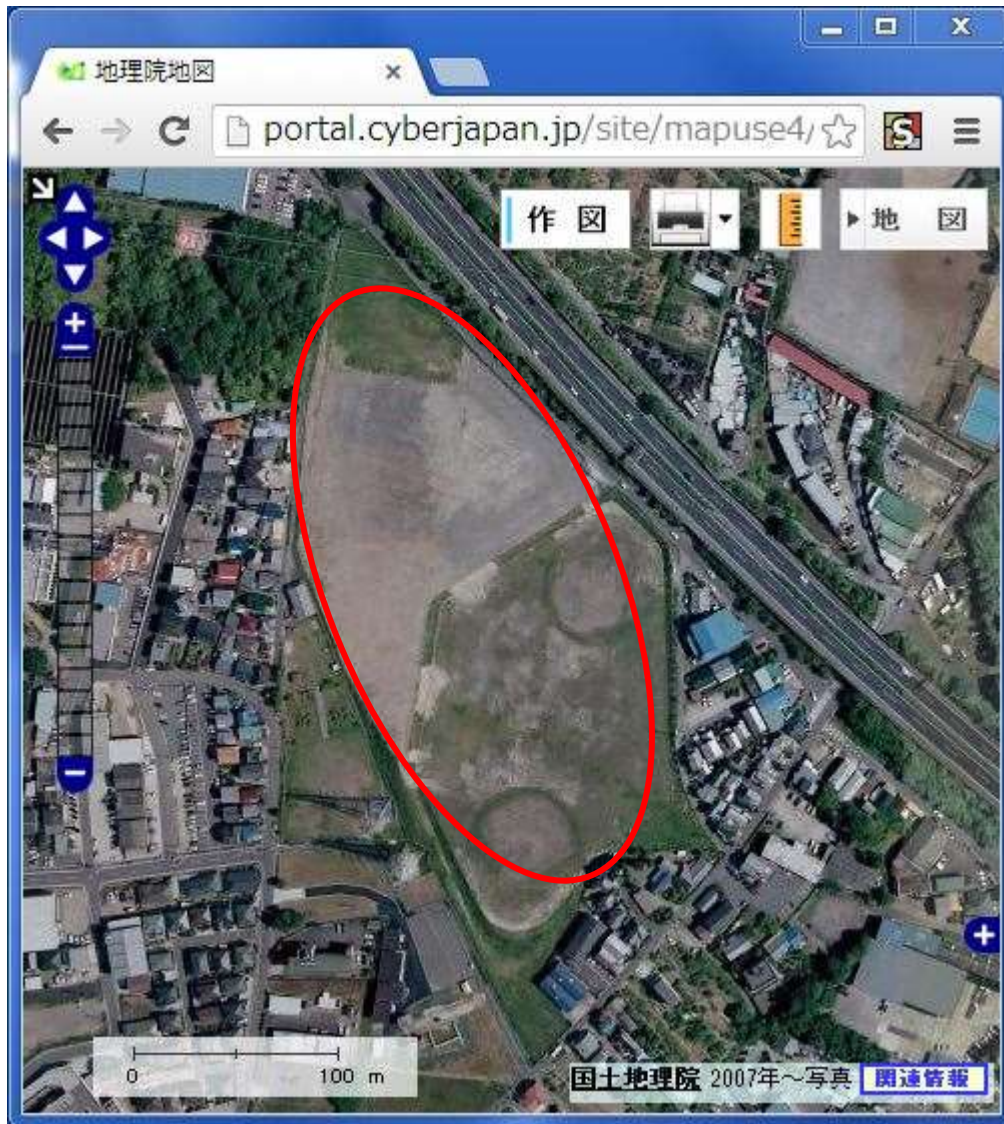 地理院地図
portal.cyberjapan.jp/site/mapuse4/
S
作 図
地 図
0 100 m
国土地理院 2007年～写真 関連情報